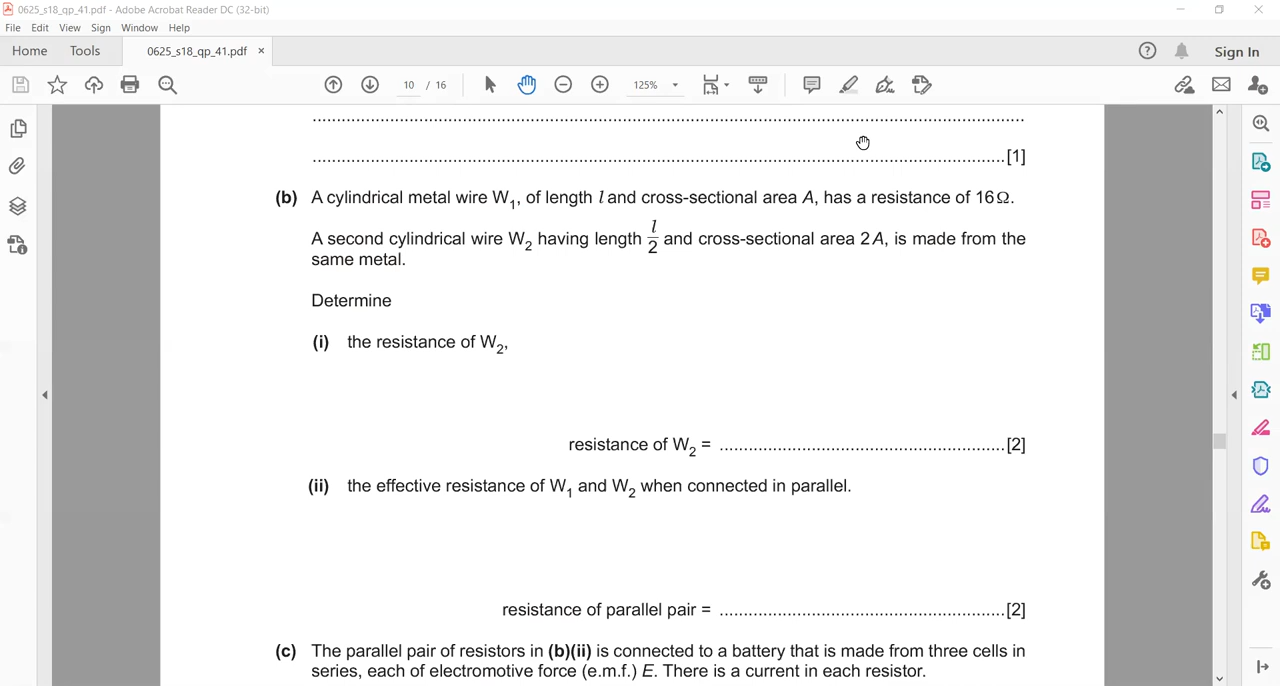 0625_s18_qp_41.pdf - Adobe Acrobat Reader DC (32-bit)
File Edit View Sign Window Help
Home Tools 0625_s18_qp_41.pdf × Sign In
10 / 16 125%
........................................................................................................................................
.................................................................................................................................... [1]
(b) A cylindrical metal wire W₁, of length l and cross-sectional area A, has a resistance of 16 Ω.
A second cylindrical wire W₂ having length l/2 and cross-sectional area 2A, is made from the
same metal.
Determine
(i) the resistance of W₂,
resistance of W₂ = .......................................................... [2]
(ii) the effective resistance of W₁ and W₂ when connected in parallel.
resistance of parallel pair = .......................................................... [2]
(c) The parallel pair of resistors in (b)(ii) is connected to a battery that is made from three cells in
series, each of electromotive force (e.m.f.) E. There is a current in each resistor.